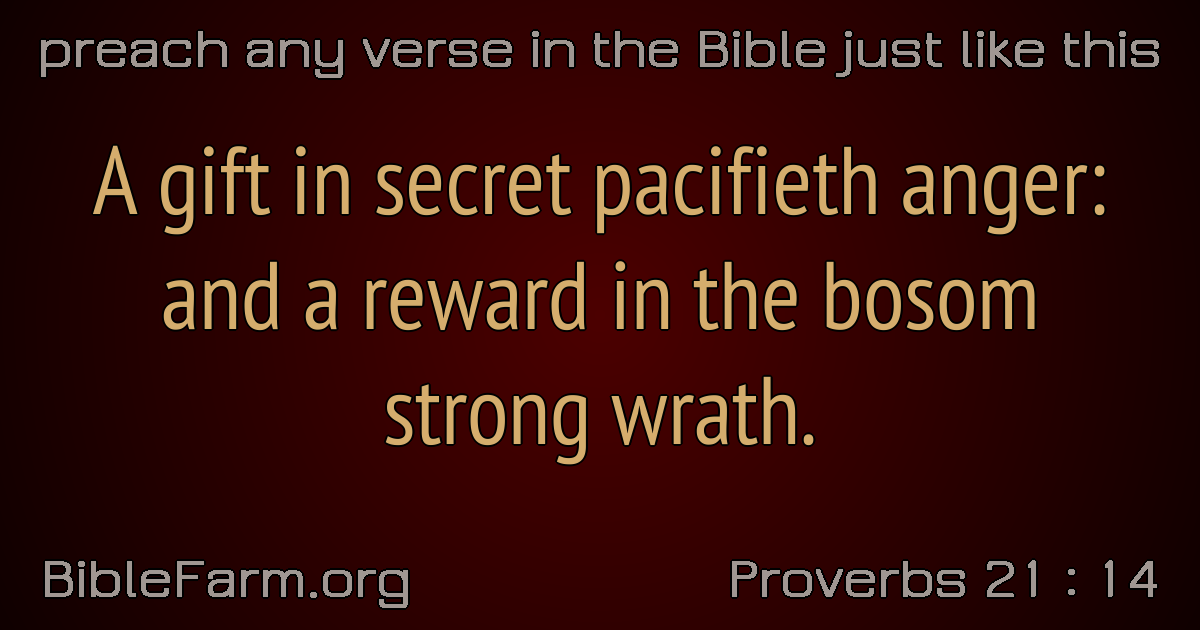 preach any verse in the Bible just like this
A gift in secret pacifieth anger:
and a reward in the bosom
strong wrath.
BibleFarm.org
Proverbs 21 : 14